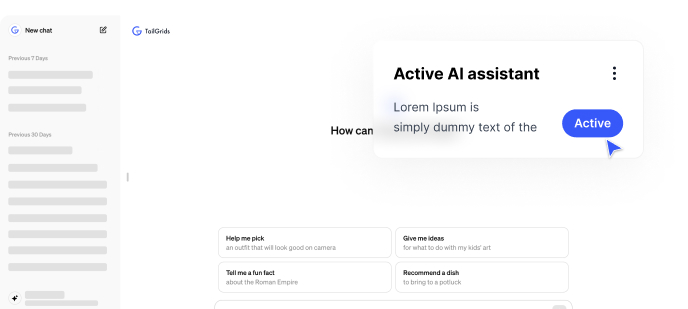 New chat
TailGrids
Previous 7 Days
Previous 30 Days
Active AI assistant
Lorem Ipsum is
simply dummy text of the
Active
How can
Help me pick
an outfit that will look good on camera
Give me ideas
for what to do with my kids' art
Tell me a fun fact
about the Roman Empire
Recommend a dish
to bring to a potluck